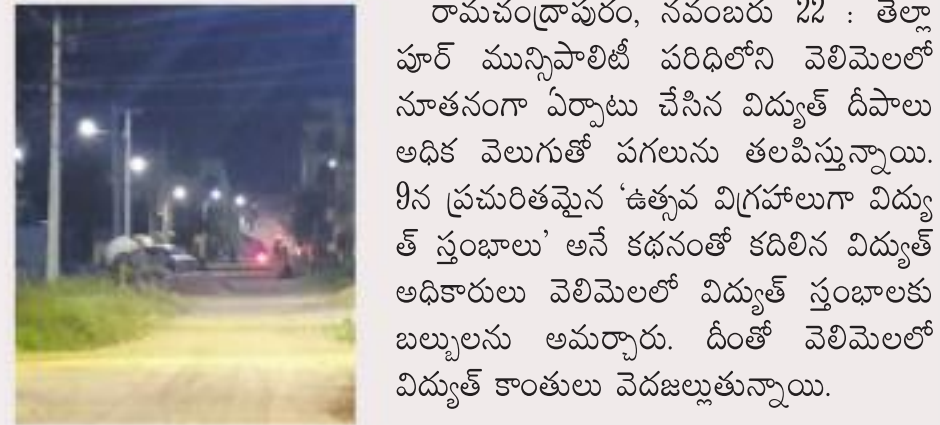 రామచంద్రాపురం, నవంబరు 22 : తెల్లా
పూర్ మున్సిపాలిటీ పరిధిలోని వెలిమెలలో
నూతనంగా ఏర్పాటు చేసిన విద్యుత్ దీపాలు
అధిక వెలుగుతో పగలును తలపిస్తున్నాయి.
9న ప్రచురితమైన ‘ఉత్సవ విగ్రహాలుగా విద్యు
త్ స్తంభాలు’ అనే కథనంతో కదిలిన విద్యుత్
అధికారులు వెలిమెలలో విద్యుత్ స్తంభాలకు
బల్బులను అమర్చారు. దీంతో వెలిమెలలో
విద్యుత్ కాంతులు వెదజల్లుతున్నాయి.